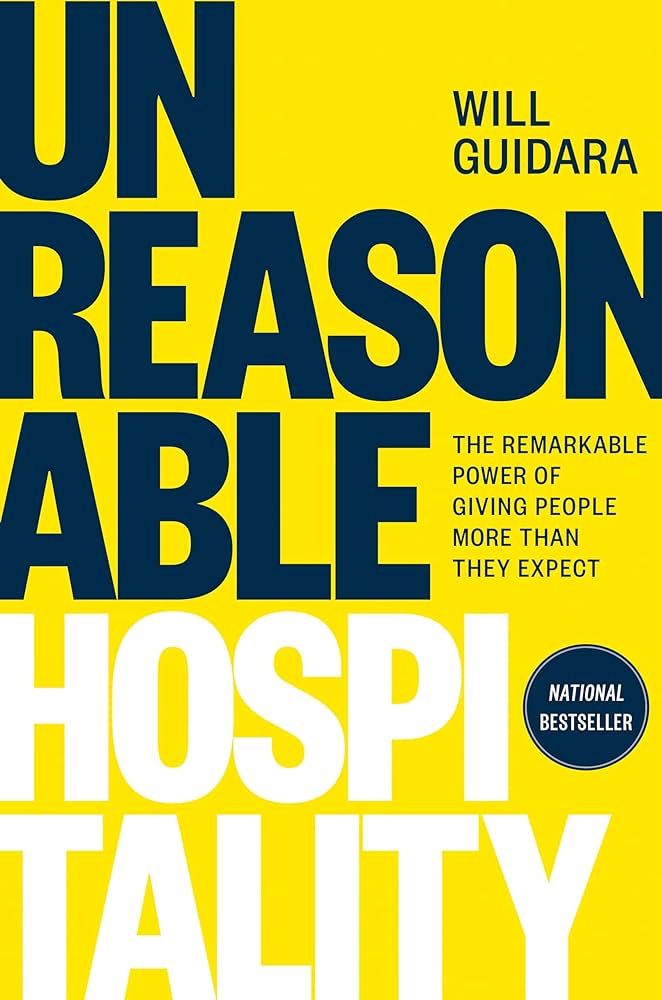 UN
REASON
ABLE
HOSPI
TALITY
WILL
GUIDARA
THE REMARKABLE
POWER OF
GIVING PEOPLE
MORE THAN
THEY EXPECT
NATIONAL
BESTSELLER